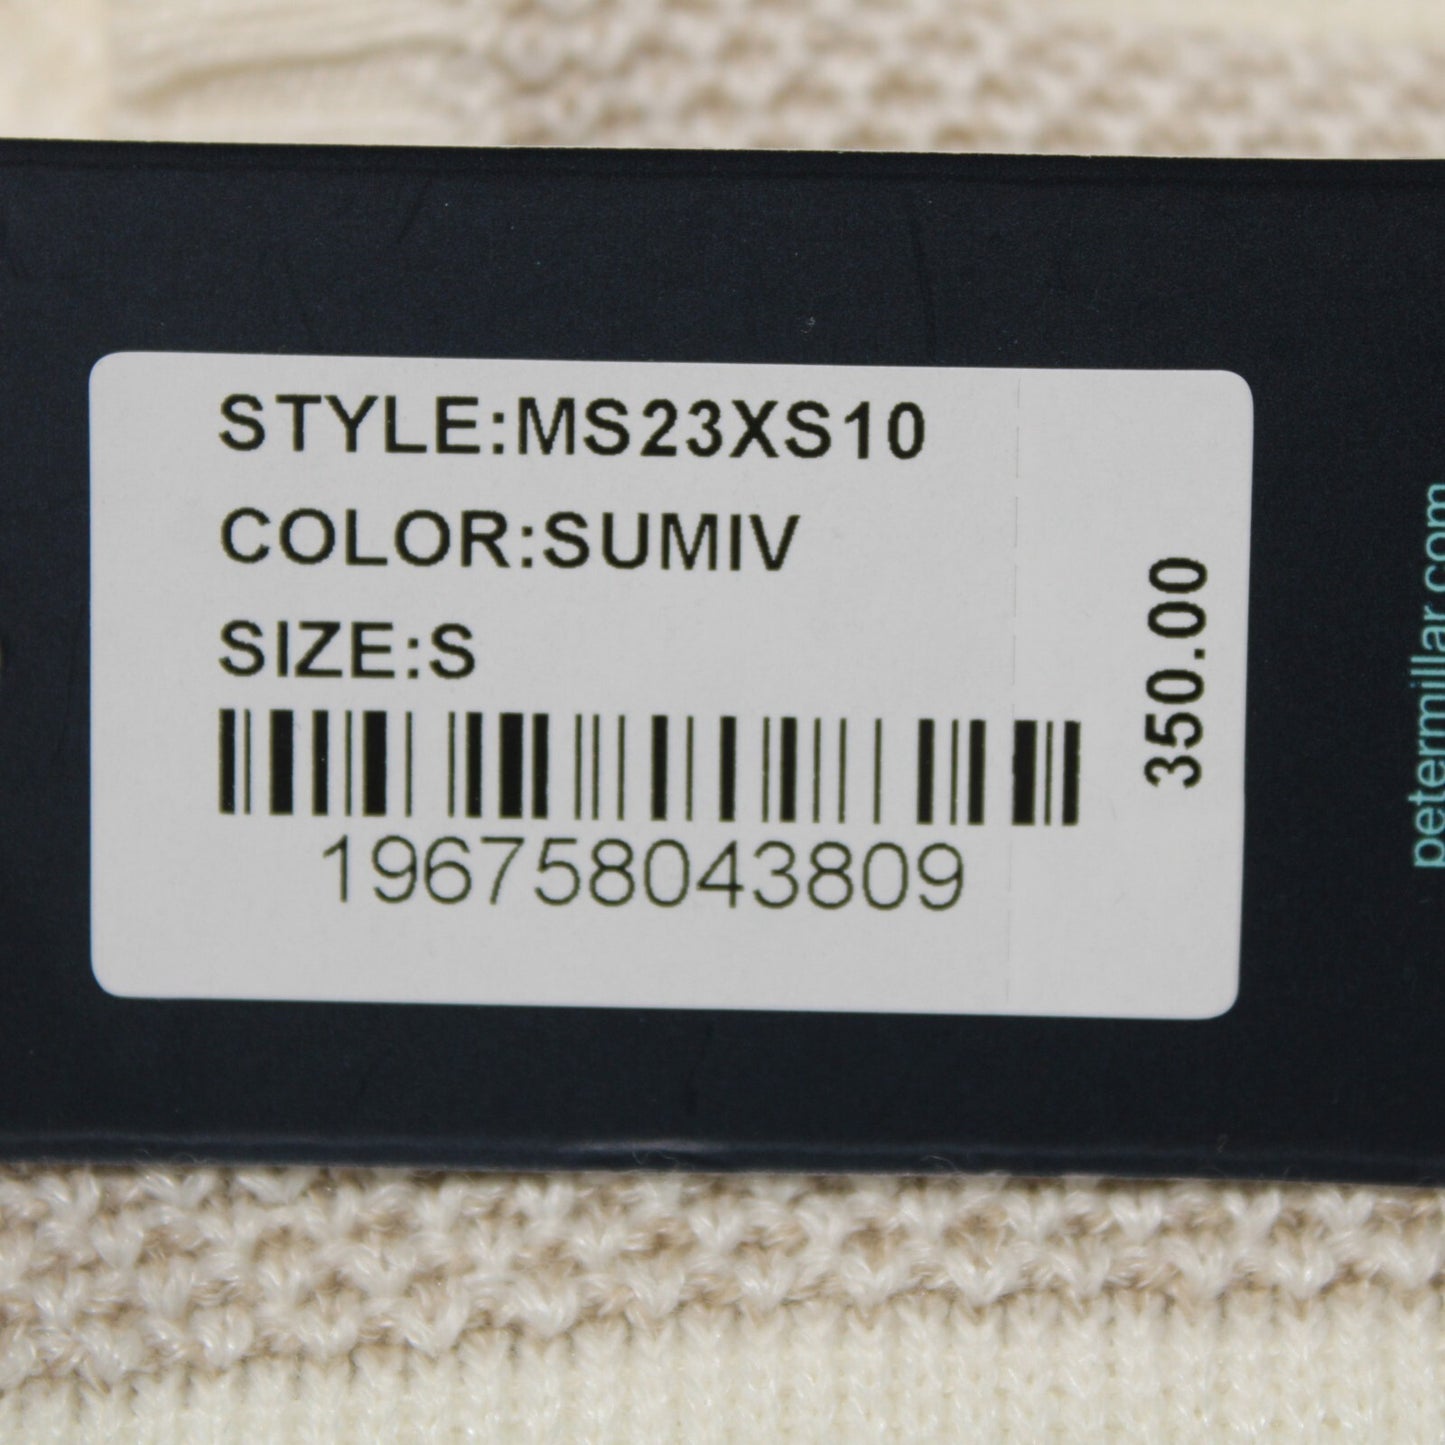 STYLE:MS23XS10
COLOR:SUMIV
SIZE:S
196758043809
350.00
petermillar.com